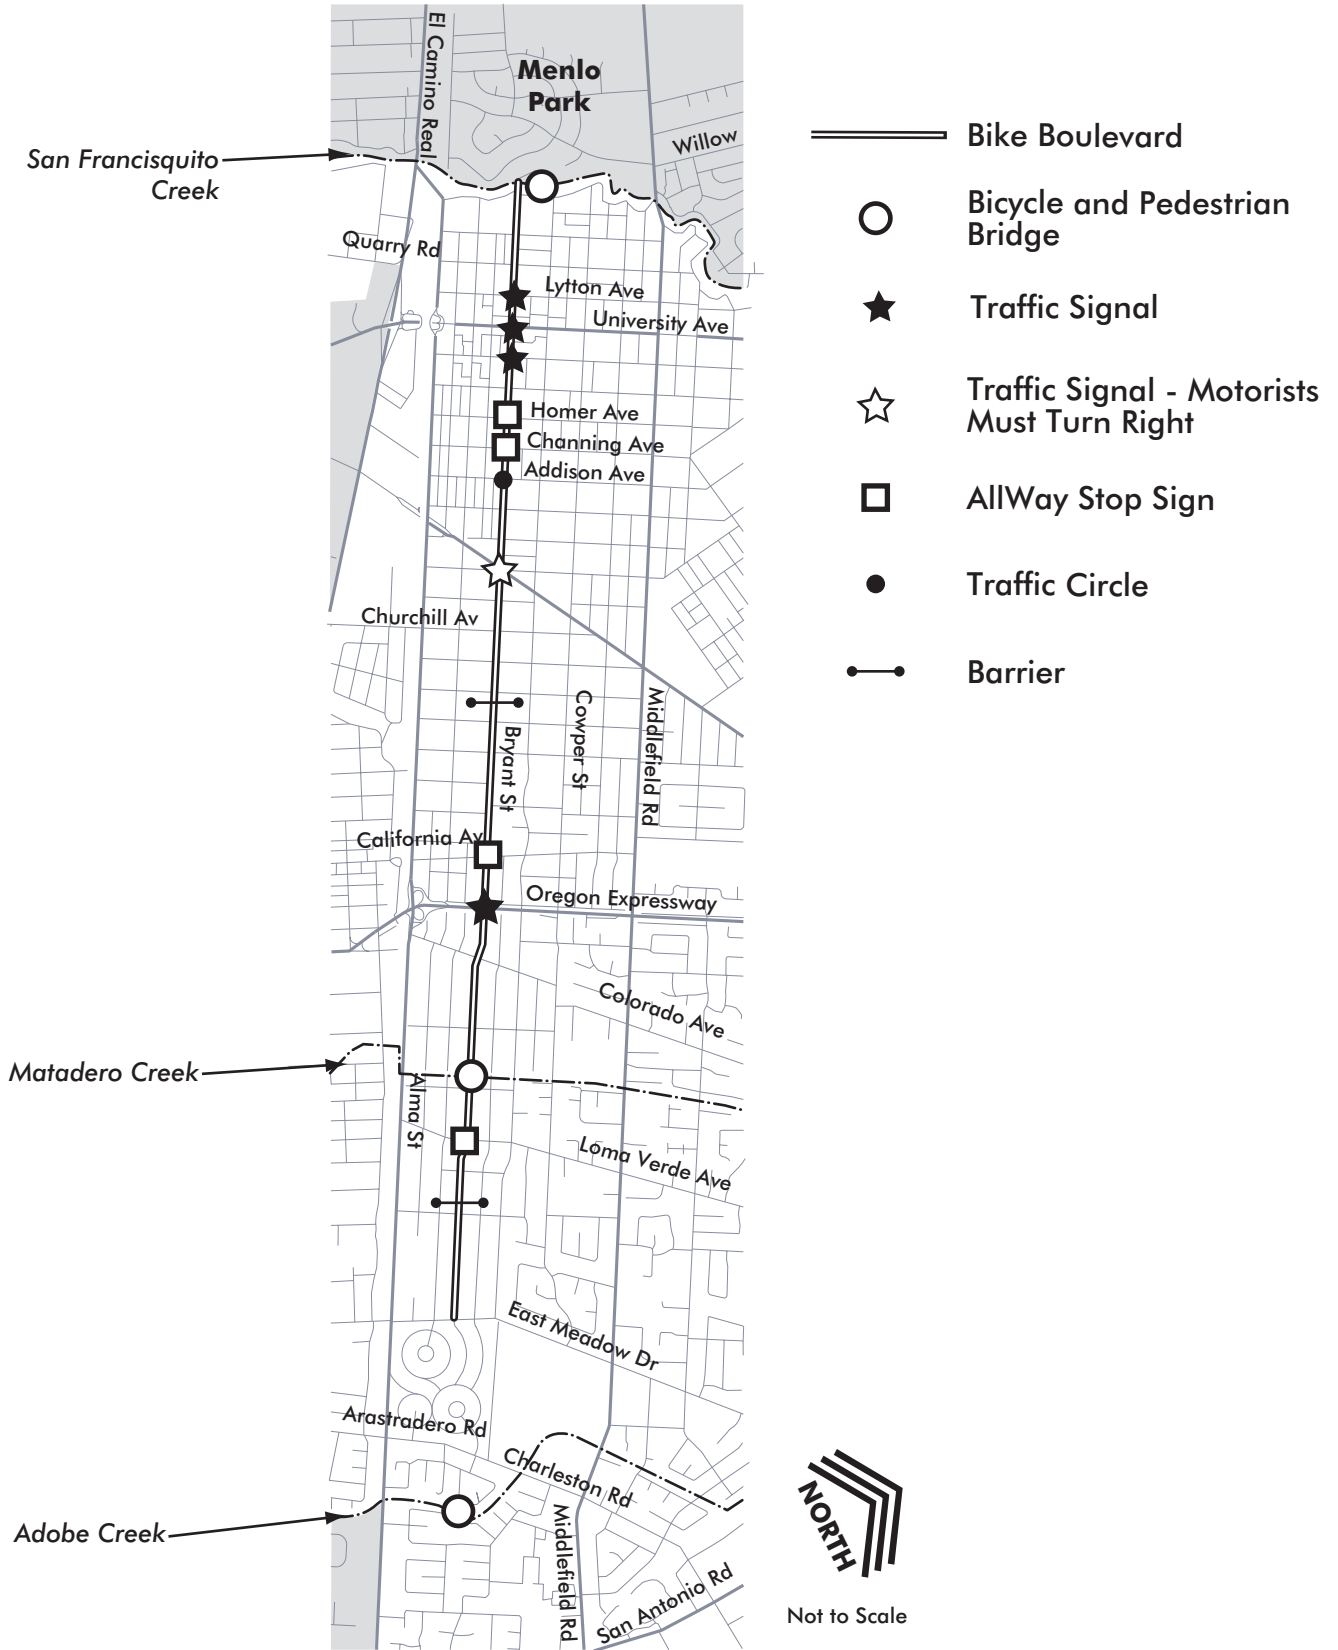 El Camino Real
Menlo
Park
Willow
San Francisquito
Creek
Quarry Rd
Lytton Ave
University Ave
Homer Ave
Channing Ave
Addison Ave
Churchill Av
Bryant St
Cowper St
Middlefield Rd
California Av
Oregon Expressway
Colorado Ave
Matadero Creek
Alma St
Loma Verde Ave
East Meadow Dr
Arastradero Rd
Charleston Rd
Adobe Creek
Middlefield Rd
San Antonio Rd
Bike Boulevard
Bicycle and Pedestrian
Bridge
Traffic Signal
Traffic Signal - Motorists
Must Turn Right
AllWay Stop Sign
Traffic Circle
Barrier
NORTH
Not to Scale